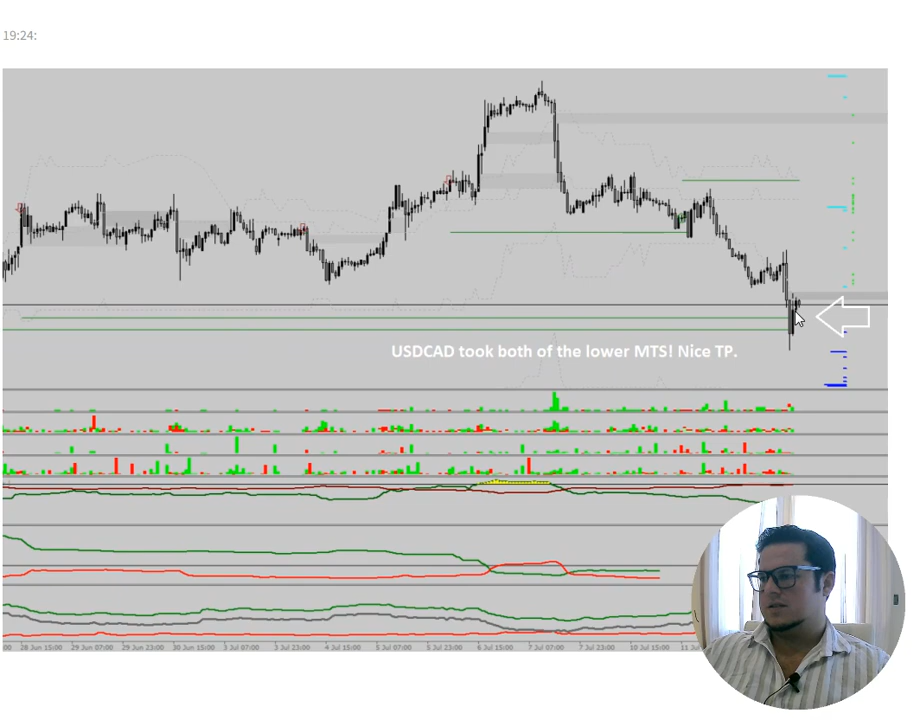 19:24:
USDCAD took both of the lower MTS! Nice TP.
28 Jun 15:00 29 Jun 07:00 29 Jun 23:00 30 Jun 15:00 3 Jul 07:00 3 Jul 23:00 4 Jul 15:00 5 Jul 07:00 5 Jul 23:00 6 Jul 15:00 7 Jul 07:00 7 Jul 23:00 10 Jul 15:00